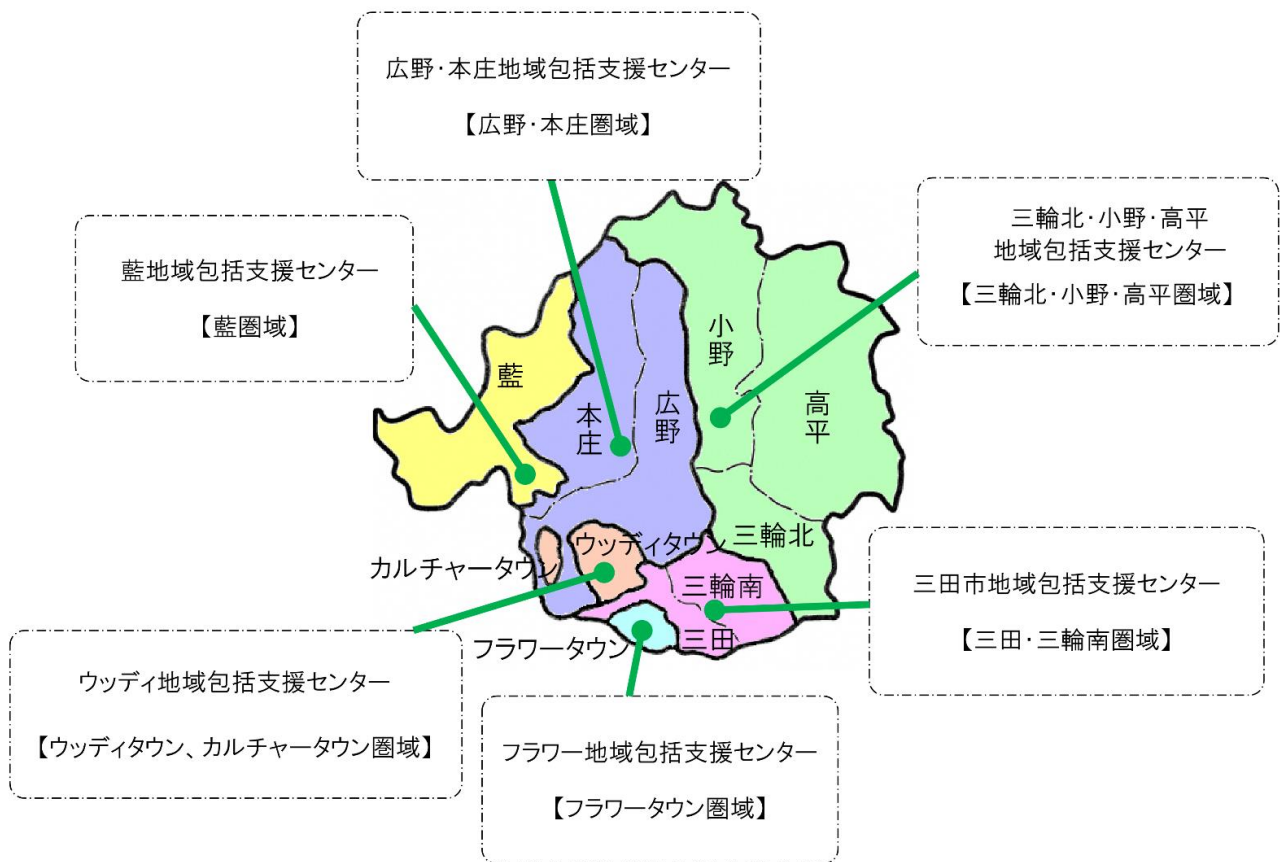 広野・本庄地域包括支援センター
【広野・本庄圏域】
三輪北・小野・高平
地域包括支援センター
【三輪北・小野・高平圏域】
藍地域包括支援センター
【藍圏域】
小野
藍
本庄
広野
高平
三輪北
ウッディタウン
カルチャータウン
三輪南
三田
フラワータウン
三田市地域包括支援センター
【三田・三輪南圏域】
ウッディ地域包括支援センター
【ウッディタウン、カルチャータウン圏域】
フラワー地域包括支援センター
【フラワータウン圏域】